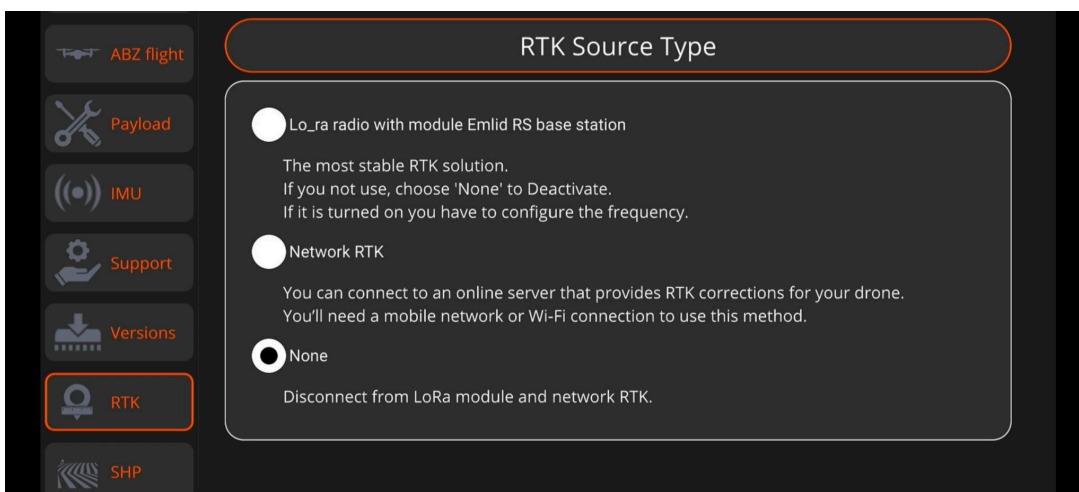 ABZ flight
Payload
IMU
Support
Versions
RTK
SHP
RTK Source Type
Lo_ra radio with module Emlid RS base station
The most stable RTK solution.
If you not use, choose 'None' to Deactivate.
If it is turned on you have to configure the frequency.
Network RTK
You can connect to an online server that provides RTK corrections for your drone.
You'll need a mobile network or Wi-Fi connection to use this method.
None
Disconnect from LoRa module and network RTK.